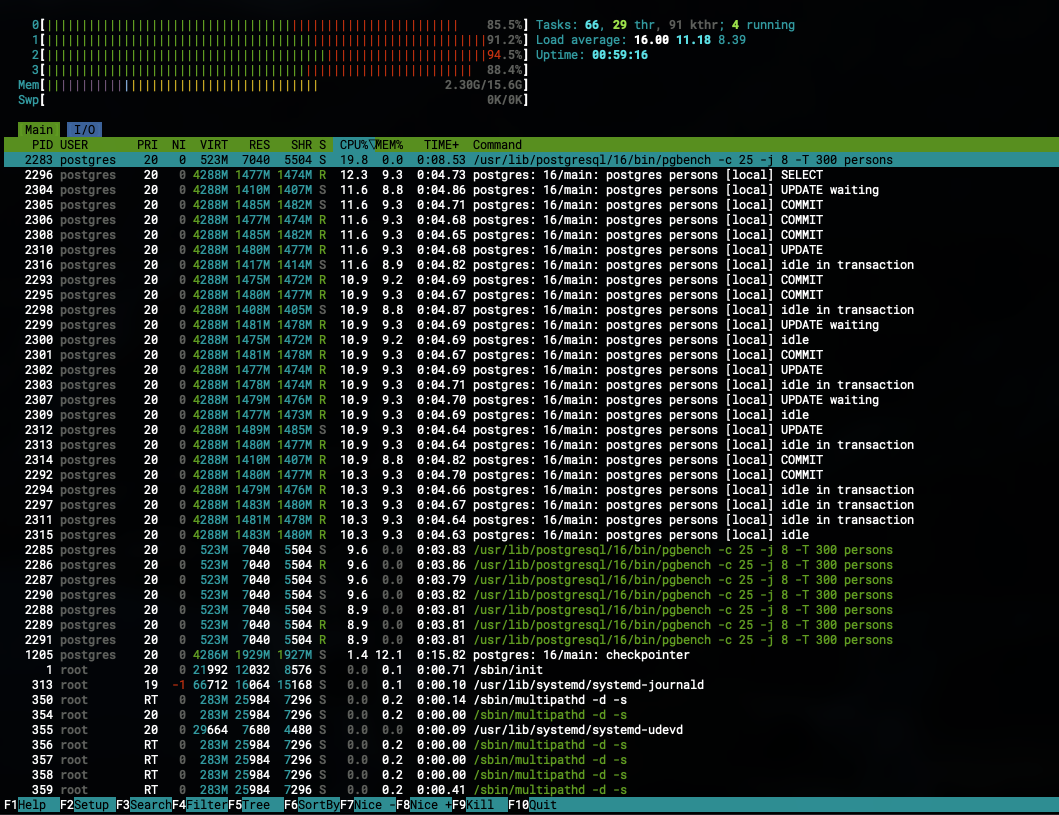 0[||||||||||||||||||||||||||||||||||||||||||||||||||||||||||| 85.5%] Tasks: 66, 29 thr, 91 kthr; 4 running
1[||||||||||||||||||||||||||||||||||||||||||||||||||||||||||||||91.2%] Load average: 16.00 11.18 8.39
2[||||||||||||||||||||||||||||||||||||||||||||||||||||||||||||||94.5%] Uptime: 00:59:16
3[||||||||||||||||||||||||||||||||||||||||||||||||||||||||||||| 88.4%]
Mem[||||||||||||||||||||||||||||||||||||||| 2.30G/15.6G]
Swp[ 0K/0K]
Main I/O
PID USER PRI NI VIRT RES SHR S CPU%▽MEM% TIME+ Command
2283 postgres 20 0 523M 7040 5504 S 19.8 0.0 0:08.53 /usr/lib/postgresql/16/bin/pgbench -c 25 -j 8 -T 300 persons
2296 postgres 20 0 4288M 1477M 1474M R 12.3 9.3 0:04.73 postgres: 16/main: postgres persons [local] SELECT
2304 postgres 20 0 4288M 1410M 1407M S 11.6 8.8 0:04.86 postgres: 16/main: postgres persons [local] UPDATE waiting
2305 postgres 20 0 4288M 1485M 1482M S 11.6 9.3 0:04.71 postgres: 16/main: postgres persons [local] COMMIT
2306 postgres 20 0 4288M 1477M 1474M R 11.6 9.3 0:04.68 postgres: 16/main: postgres persons [local] COMMIT
2308 postgres 20 0 4288M 1485M 1482M R 11.6 9.3 0:04.65 postgres: 16/main: postgres persons [local] COMMIT
2310 postgres 20 0 4288M 1480M 1477M R 11.6 9.3 0:04.68 postgres: 16/main: postgres persons [local] UPDATE
2316 postgres 20 0 4288M 1417M 1414M S 11.6 8.9 0:04.82 postgres: 16/main: postgres persons [local] idle in transaction
2293 postgres 20 0 4288M 1475M 1472M R 10.9 9.2 0:04.69 postgres: 16/main: postgres persons [local] COMMIT
2295 postgres 20 0 4288M 1480M 1477M R 10.9 9.3 0:04.67 postgres: 16/main: postgres persons [local] COMMIT
2298 postgres 20 0 4288M 1408M 1405M S 10.9 8.8 0:04.87 postgres: 16/main: postgres persons [local] idle in transaction
2299 postgres 20 0 4288M 1481M 1478M R 10.9 9.3 0:04.69 postgres: 16/main: postgres persons [local] UPDATE waiting
2300 postgres 20 0 4288M 1475M 1472M R 10.9 9.2 0:04.69 postgres: 16/main: postgres persons [local] idle
2301 postgres 20 0 4288M 1481M 1478M R 10.9 9.3 0:04.67 postgres: 16/main: postgres persons [local] COMMIT
2302 postgres 20 0 4288M 1477M 1474M R 10.9 9.3 0:04.69 postgres: 16/main: postgres persons [local] UPDATE
2303 postgres 20 0 4288M 1478M 1474M R 10.9 9.3 0:04.71 postgres: 16/main: postgres persons [local] idle in transaction
2307 postgres 20 0 4288M 1479M 1476M R 10.9 9.3 0:04.70 postgres: 16/main: postgres persons [local] UPDATE waiting
2309 postgres 20 0 4288M 1477M 1473M R 10.9 9.3 0:04.69 postgres: 16/main: postgres persons [local] idle
2312 postgres 20 0 4288M 1489M 1485M S 10.9 9.3 0:04.64 postgres: 16/main: postgres persons [local] UPDATE
2313 postgres 20 0 4288M 1480M 1477M R 10.9 9.3 0:04.64 postgres: 16/main: postgres persons [local] idle in transaction
2314 postgres 20 0 4288M 1410M 1407M S 10.9 8.8 0:04.82 postgres: 16/main: postgres persons [local] COMMIT
2292 postgres 20 0 4288M 1480M 1477M R 10.3 9.3 0:04.70 postgres: 16/main: postgres persons [local] COMMIT
2294 postgres 20 0 4288M 1479M 1476M R 10.3 9.3 0:04.66 postgres: 16/main: postgres persons [local] idle in transaction
2297 postgres 20 0 4288M 1483M 1480M R 10.3 9.3 0:04.67 postgres: 16/main: postgres persons [local] idle in transaction
2311 postgres 20 0 4288M 1481M 1478M R 10.3 9.3 0:04.64 postgres: 16/main: postgres persons [local] idle in transaction
2315 postgres 20 0 4288M 1483M 1480M R 10.3 9.3 0:04.63 postgres: 16/main: postgres persons [local] idle
2285 postgres 20 0 523M 7040 5504 S 9.6 0.0 0:03.83 /usr/lib/postgresql/16/bin/pgbench -c 25 -j 8 -T 300 persons
2286 postgres 20 0 523M 7040 5504 R 9.6 0.0 0:03.86 /usr/lib/postgresql/16/bin/pgbench -c 25 -j 8 -T 300 persons
2287 postgres 20 0 523M 7040 5504 S 9.6 0.0 0:03.79 /usr/lib/postgresql/16/bin/pgbench -c 25 -j 8 -T 300 persons
2290 postgres 20 0 523M 7040 5504 S 9.6 0.0 0:03.82 /usr/lib/postgresql/16/bin/pgbench -c 25 -j 8 -T 300 persons
2288 postgres 20 0 523M 7040 5504 S 8.9 0.0 0:03.81 /usr/lib/postgresql/16/bin/pgbench -c 25 -j 8 -T 300 persons
2289 postgres 20 0 523M 7040 5504 R 8.9 0.0 0:03.81 /usr/lib/postgresql/16/bin/pgbench -c 25 -j 8 -T 300 persons
2291 postgres 20 0 523M 7040 5504 R 8.9 0.0 0:03.81 /usr/lib/postgresql/16/bin/pgbench -c 25 -j 8 -T 300 persons
1205 postgres 20 0 4286M 1929M 1927M S 1.4 12.1 0:15.82 postgres: 16/main: checkpointer
1 root 20 0 21992 12032 8576 S 0.0 0.1 0:00.71 /sbin/init
313 root 19 -1 66712 16064 15168 S 0.0 0.1 0:00.10 /usr/lib/systemd/systemd-journald
350 root RT 0 283M 25984 7296 S 0.0 0.2 0:00.14 /sbin/multipathd -d -s
354 root 20 0 283M 25984 7296 S 0.0 0.2 0:00.00 /sbin/multipathd -d -s
355 root 20 0 29664 7680 4480 S 0.0 0.0 0:00.09 /usr/lib/systemd/systemd-udevd
356 root RT 0 283M 25984 7296 S 0.0 0.2 0:00.00 /sbin/multipathd -d -s
357 root RT 0 283M 25984 7296 S 0.0 0.2 0:00.00 /sbin/multipathd -d -s
358 root RT 0 283M 25984 7296 S 0.0 0.2 0:00.00 /sbin/multipathd -d -s
359 root RT 0 283M 25984 7296 S 0.0 0.2 0:00.41 /sbin/multipathd -d -s
F1Help F2Setup F3SearchF4FilterF5Tree F6SortByF7Nice -F8Nice +F9Kill F10Quit